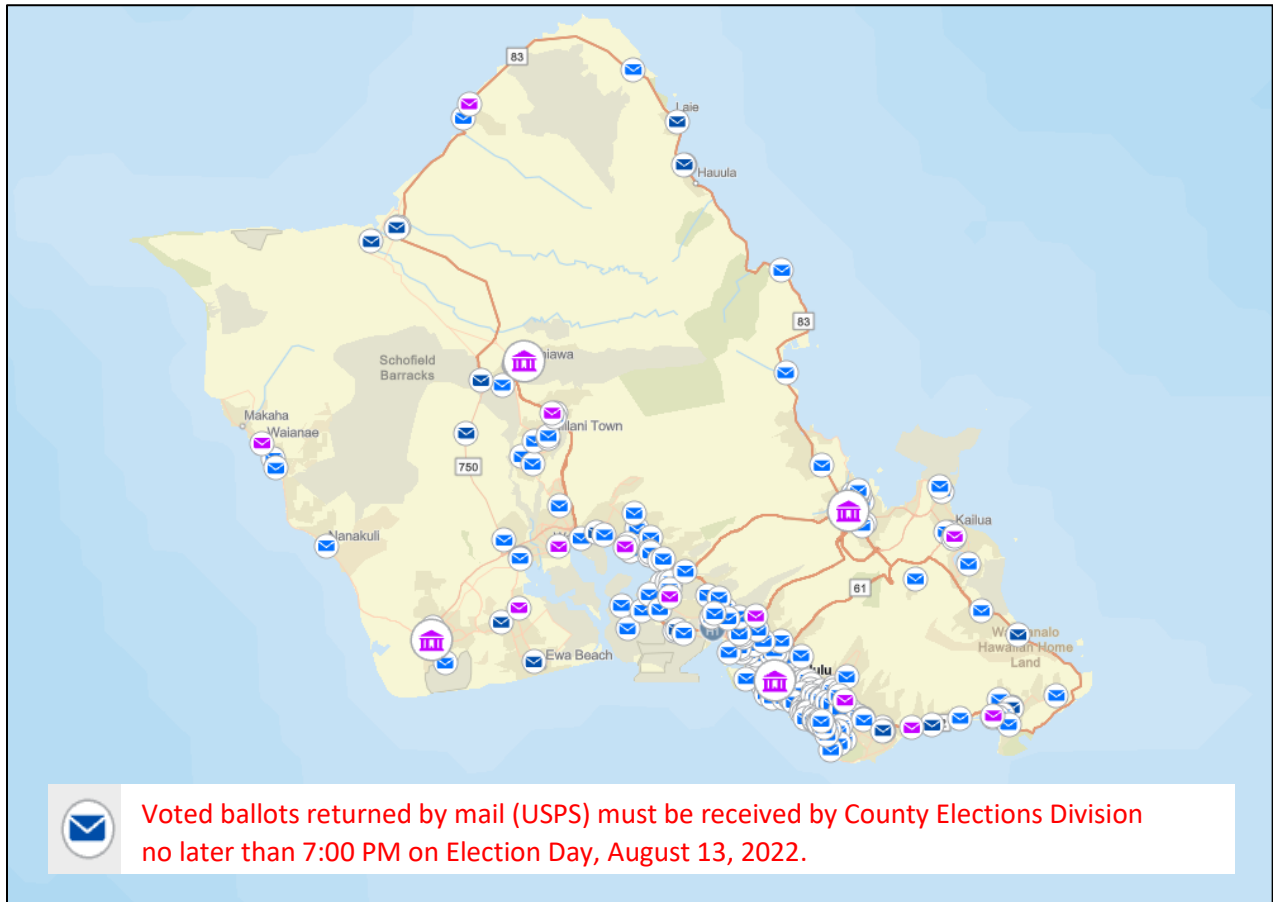 83
Laie
Hauula
83
Schofield
Barracks
Makaha
Waianae
Town
750
Kailua
Nanakuli
61
H1
Hawaiian Home
Land
Ewa Beach
Voted ballots returned by mail (USPS) must be received by County Elections Division
no later than 7:00 PM on Election Day, August 13, 2022.